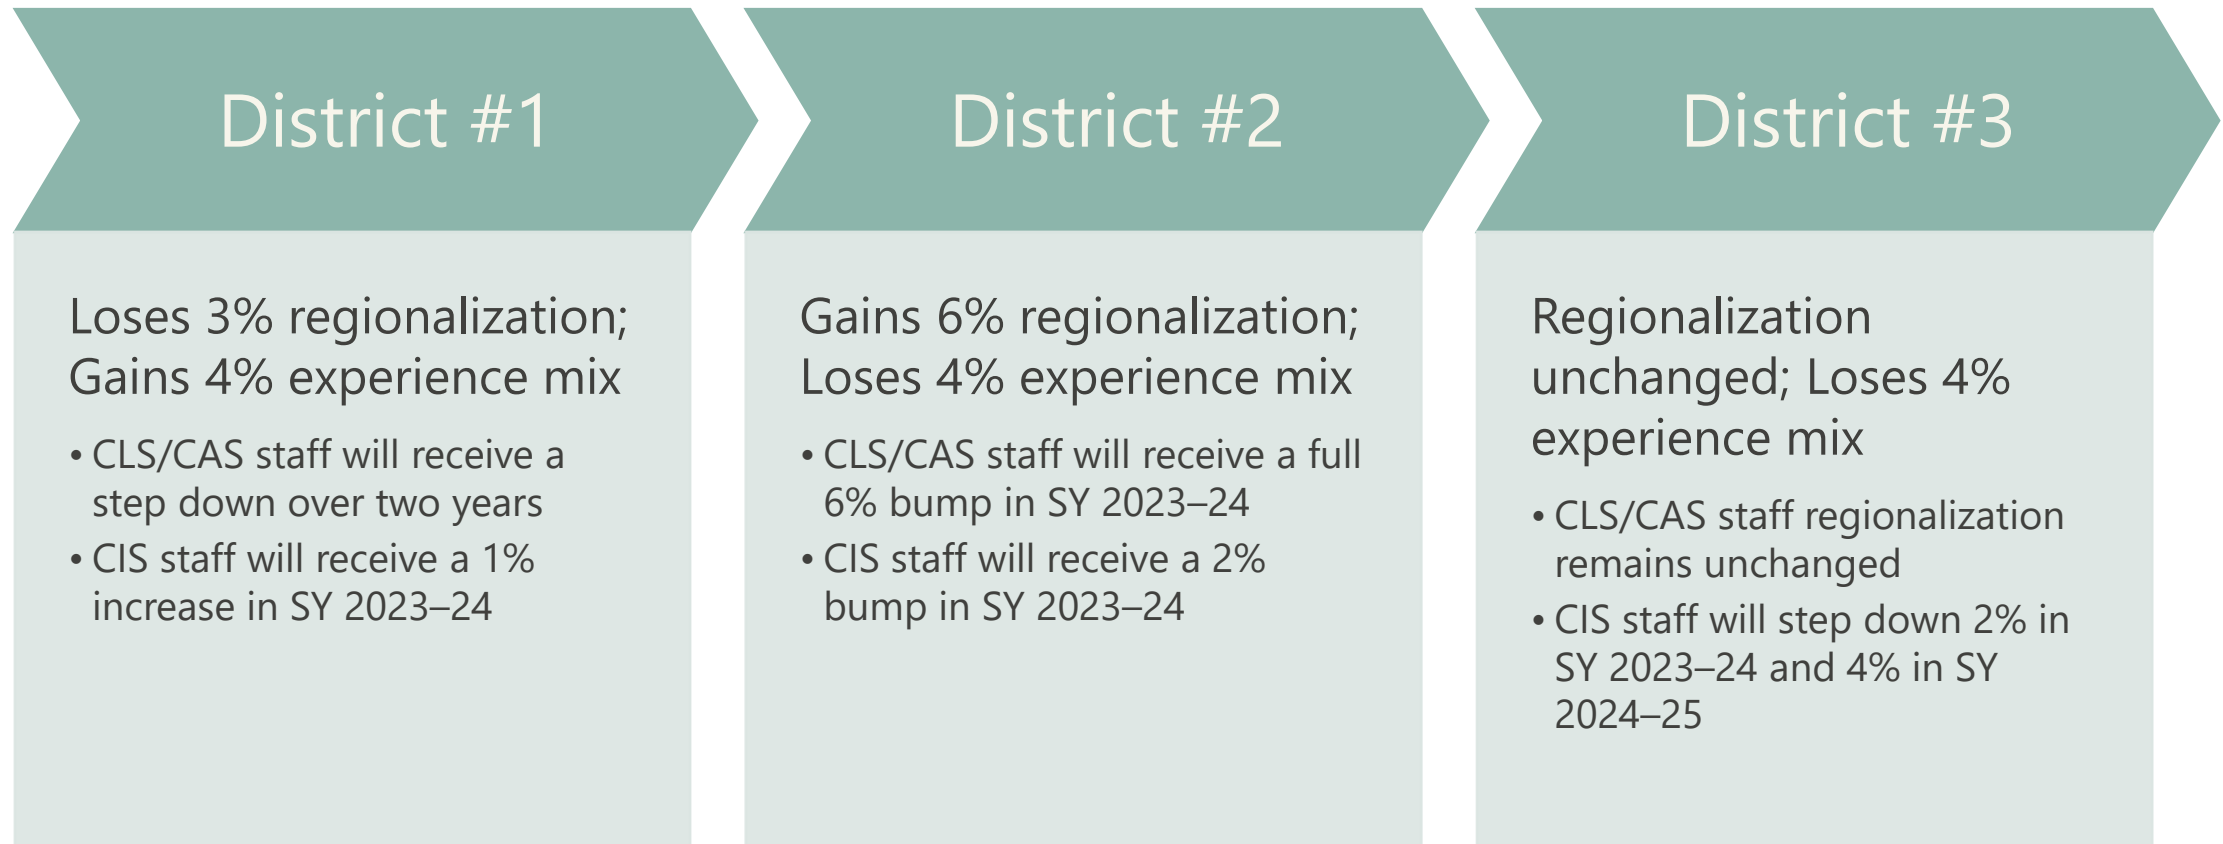 District #1
Loses 3% regionalization;
Gains 4% experience mix
• CLS/CAS staff will receive a
step down over two years
• CIS staff will receive a 1%
increase in SY 2023–24
District #2
Gains 6% regionalization;
Loses 4% experience mix
• CLS/CAS staff will receive a full
6% bump in SY 2023–24
• CIS staff will receive a 2%
bump in SY 2023–24
District #3
Regionalization
unchanged; Loses 4%
experience mix
• CLS/CAS staff regionalization
remains unchanged
• CIS staff will step down 2% in
SY 2023–24 and 4% in SY
2024–25